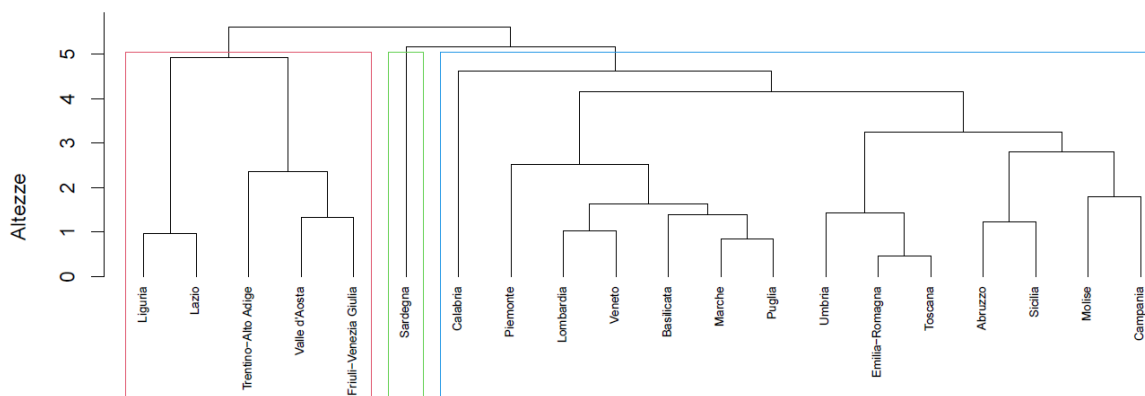 Altezze
5
4
3
2
1
0
Liguria
Lazio
Trentino−Alto Adige
Valle d'Aosta
Friuli−Venezia Giulia
Sardegna
Calabria
Piemonte
Lombardia
Veneto
Basilicata
Marche
Puglia
Umbria
Emilia−Romagna
Toscana
Abruzzo
Sicilia
Molise
Campania